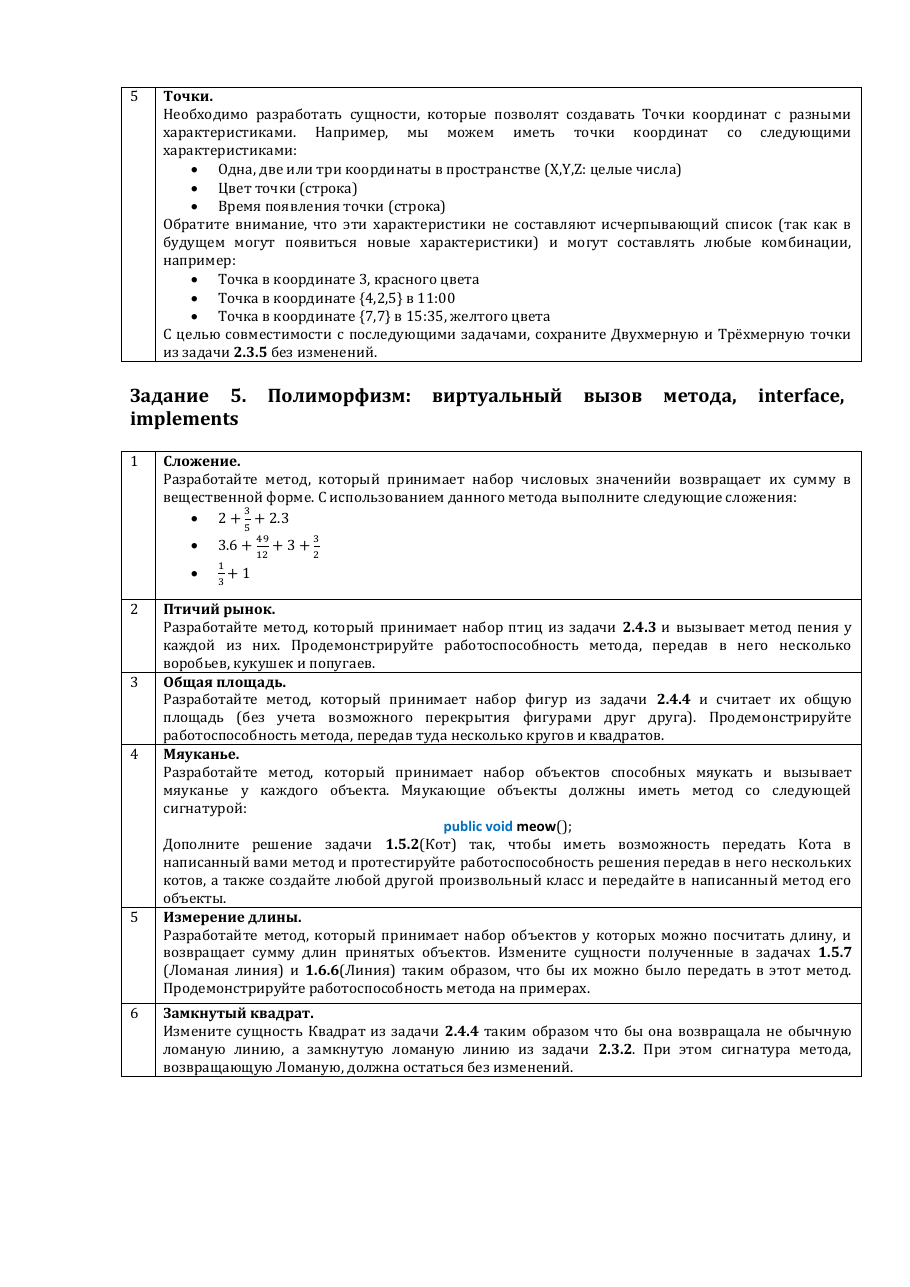 5 Точки.
Необходимо разработать сущности, которые позволят создавать Точки координат с разными
характеристиками. Например, мы можем иметь точки координат со следующими
характеристиками:
• Одна, две или три координаты в пространстве (X,Y,Z: целые числа)
• Цвет точки (строка)
• Время появления точки (строка)
Обратите внимание, что эти характеристики не составляют исчерпывающий список (так как в
будущем могут появиться новые характеристики) и могут составлять любые комбинации,
например:
• Точка в координате 3, красного цвета
• Точка в координате {4,2,5} в 11:00
• Точка в координате {7,7} в 15:35, желтого цвета
С целью совместимости с последующими задачами, сохраните Двухмерную и Трёхмерную точки
из задачи 2.3.5 без изменений.
Задание 5. Полиморфизм: виртуальный вызов метода, interface,
implements
1 Сложение.
Разработайте метод, который принимает набор числовых значенийи возвращает их сумму в
вещественной форме. С использованием данного метода выполните следующие сложения:
• 2 + 3/5 + 2.3
• 3.6 + 49/12 + 3 + 3/2
• 1/3 + 1
2 Птичий рынок.
Разработайте метод, который принимает набор птиц из задачи 2.4.3 и вызывает метод пения у
каждой из них. Продемонстрируйте работоспособность метода, передав в него несколько
воробьев, кукушек и попугаев.
3 Общая площадь.
Разработайте метод, который принимает набор фигур из задачи 2.4.4 и считает их общую
площадь (без учета возможного перекрытия фигурами друг друга). Продемонстрируйте
работоспособность метода, передав туда несколько кругов и квадратов.
4 Мяуканье.
Разработайте метод, который принимает набор объектов способных мяукать и вызывает
мяуканье у каждого объекта. Мяукающие объекты должны иметь метод со следующей
сигнатурой:
public void meow();
Дополните решение задачи 1.5.2(Кот) так, чтобы иметь возможность передать Кота в
написанный вами метод и протестируйте работоспособность решения передав в него нескольких
котов, а также создайте любой другой произвольный класс и передайте в написанный метод его
объекты.
5 Измерение длины.
Разработайте метод, который принимает набор объектов у которых можно посчитать длину, и
возвращает сумму длин принятых объектов. Измените сущности полученные в задачах 1.5.7
(Ломаная линия) и 1.6.6(Линия) таким образом, что бы их можно было передать в этот метод.
Продемонстрируйте работоспособность метода на примерах.
6 Замкнутый квадрат.
Измените сущность Квадрат из задачи 2.4.4 таким образом что бы она возвращала не обычную
ломаную линию, а замкнутую ломаную линию из задачи 2.3.2. При этом сигнатура метода,
возвращающую Ломаную, должна остаться без изменений.